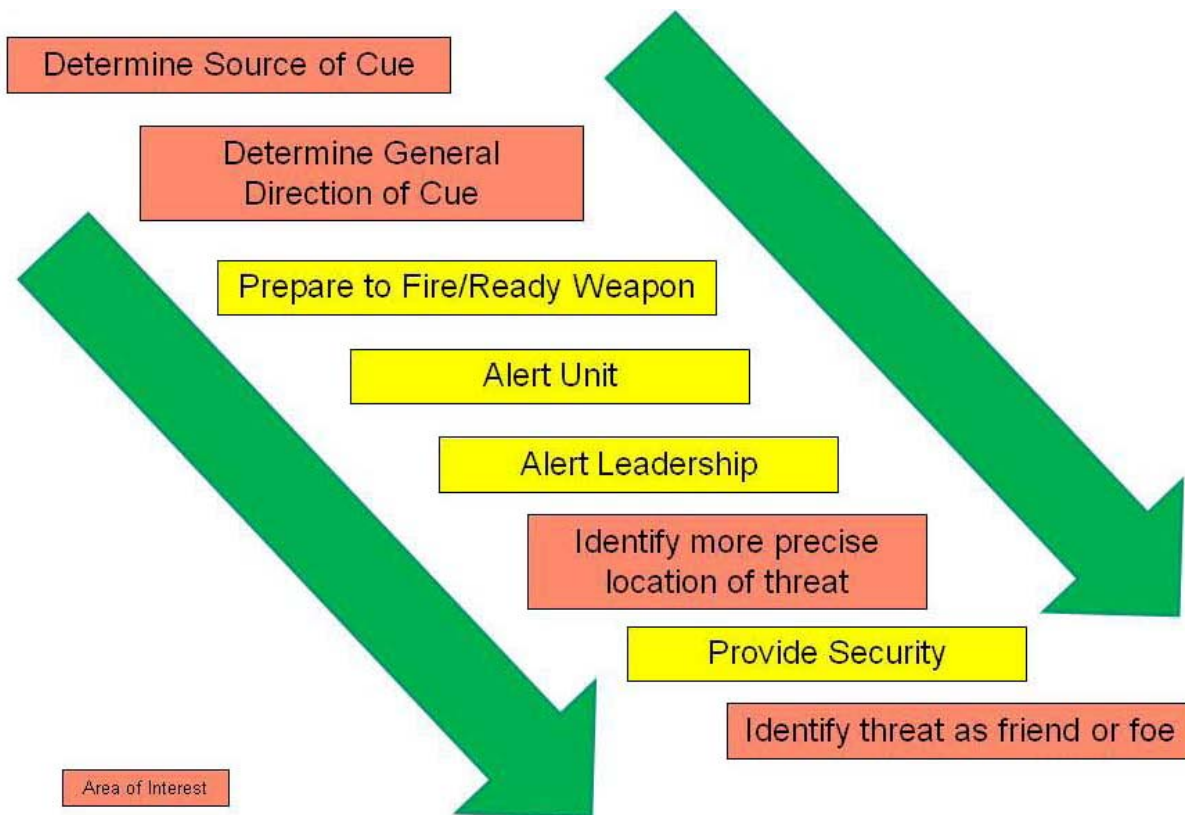 Determine Source of Cue
Determine General
Direction of Cue
Prepare to Fire/Ready Weapon
Alert Unit
Alert Leadership
Identify more precise
location of threat
Provide Security
Identify threat as friend or foe
Area of Interest